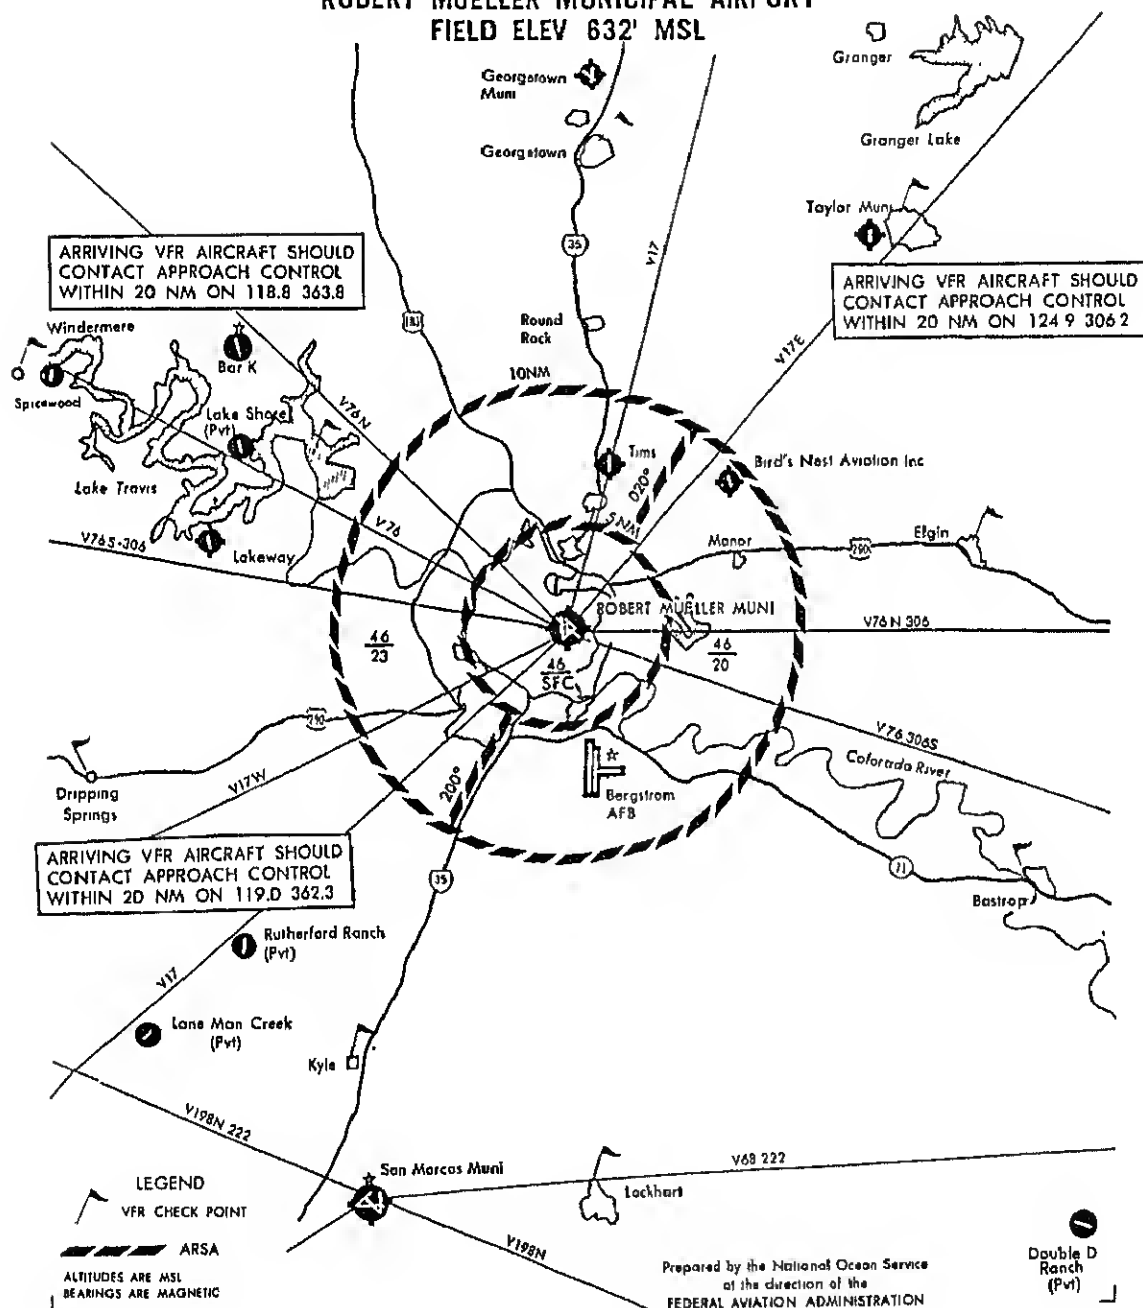 ROBERT MUELLER MUNICIPAL AIRPORT
FIELD ELEV 632' MSL
Georgetown
Muni
Granger
Georgetown
Granger Lake
Taylor Muni
ARRIVING VFR AIRCRAFT SHOULD
CONTACT APPROACH CONTROL
WITHIN 20 NM ON 118.8 363.8
35
V17
ARRIVING VFR AIRCRAFT SHOULD
CONTACT APPROACH CONTROL
WITHIN 20 NM ON 124 9 306 2
Windermere
183
Round
Rock
V17E
Bar K
10NM
Spicewood
V76N
Lake Shore
(Pvt)
Tims
Bird's Nest Aviation Inc
020°
Lake Travis
V76
5 NM
V76S-306
Lakeway
Manor
290
Elgin
ROBERT MUELLER MUNI
V76N 306
46
23
46
SFC
46
20
290
V76 306S
Colorado River
V17W
200°
Dripping
Springs
Bergstrom
AFB
ARRIVING VFR AIRCRAFT SHOULD
CONTACT APPROACH CONTROL
WITHIN 2D NM ON 119.D 362.3
35
71
Bastrop
Rutherford Ranch
(Pvt)
V17
Lane Man Creek
(Pvt)
Kyle
V198N 222
San Marcos Muni
V68 222
Lockhart
LEGEND
VFR CHECK POINT
ARSA
V198N
ALTITUDES ARE MSL
BEARINGS ARE MAGNETIC
Prepared by the National Ocean Service
at the direction of the
FEDERAL AVIATION ADMINISTRATION
Double D
Ranch
(Pvt)